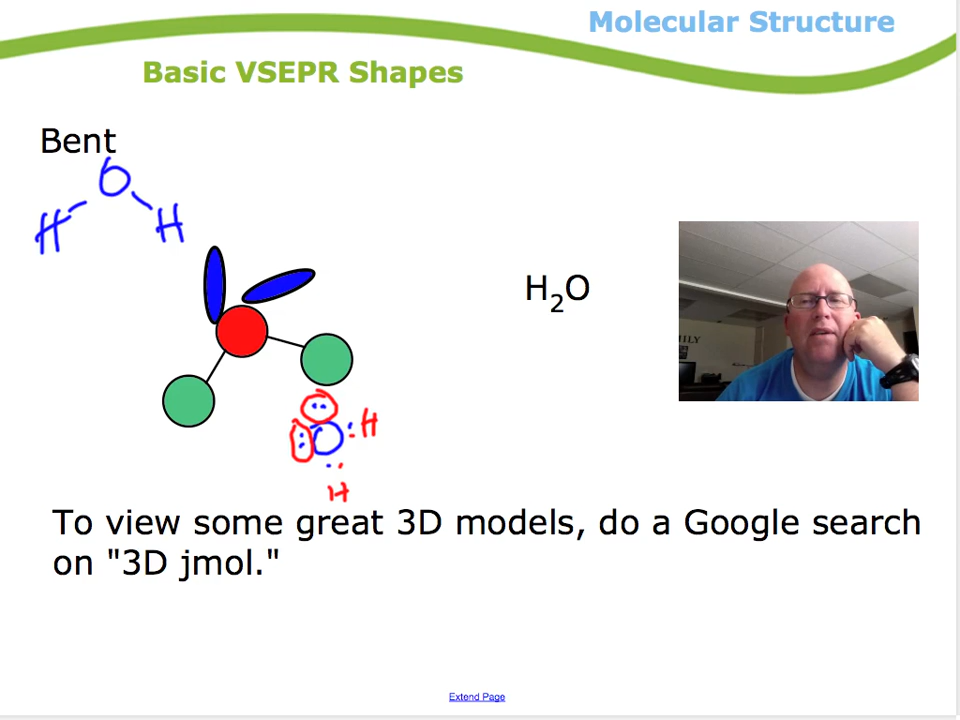 Molecular Structure
Basic VSEPR Shapes
Bent
O
H H
H₂O
ILY
H
O
H
To view some great 3D models, do a Google search
on "3D jmol."
Extend Page